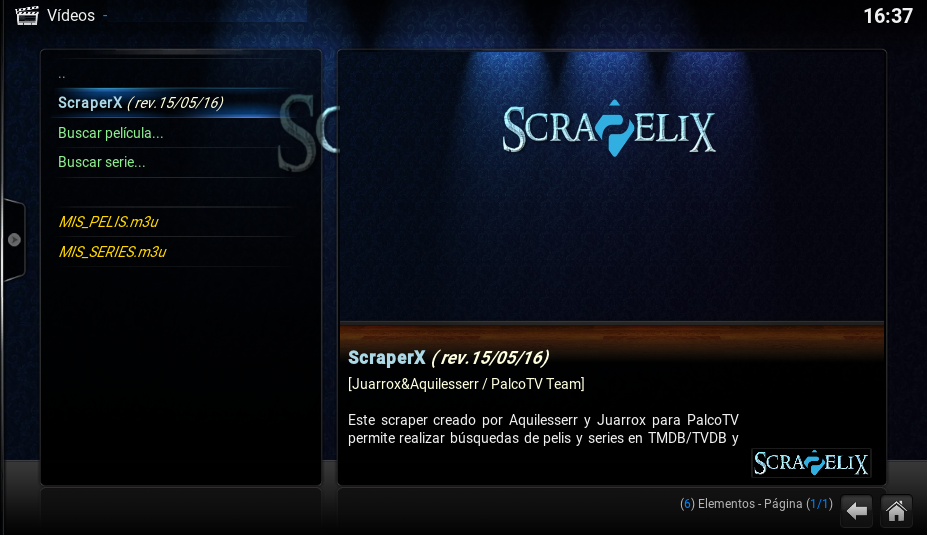 Vídeos -
16:37
..
ScraperX ( rev.15/05/16)
Buscar película...
Buscar serie...
MIS_PELIS.m3u
MIS_SERIES.m3u
SC
SCRAPELIX
ScraperX ( rev.15/05/16)
[Juarrox&Aquilesserr / PalcoTV Team]
Este scraper creado por Aquilesserr y Juarrox para PalcoTV
permite realizar búsquedas de pelis y series en TMDB/TVDB y
SCRAPELIX
(6) Elementos - Página (1/1)